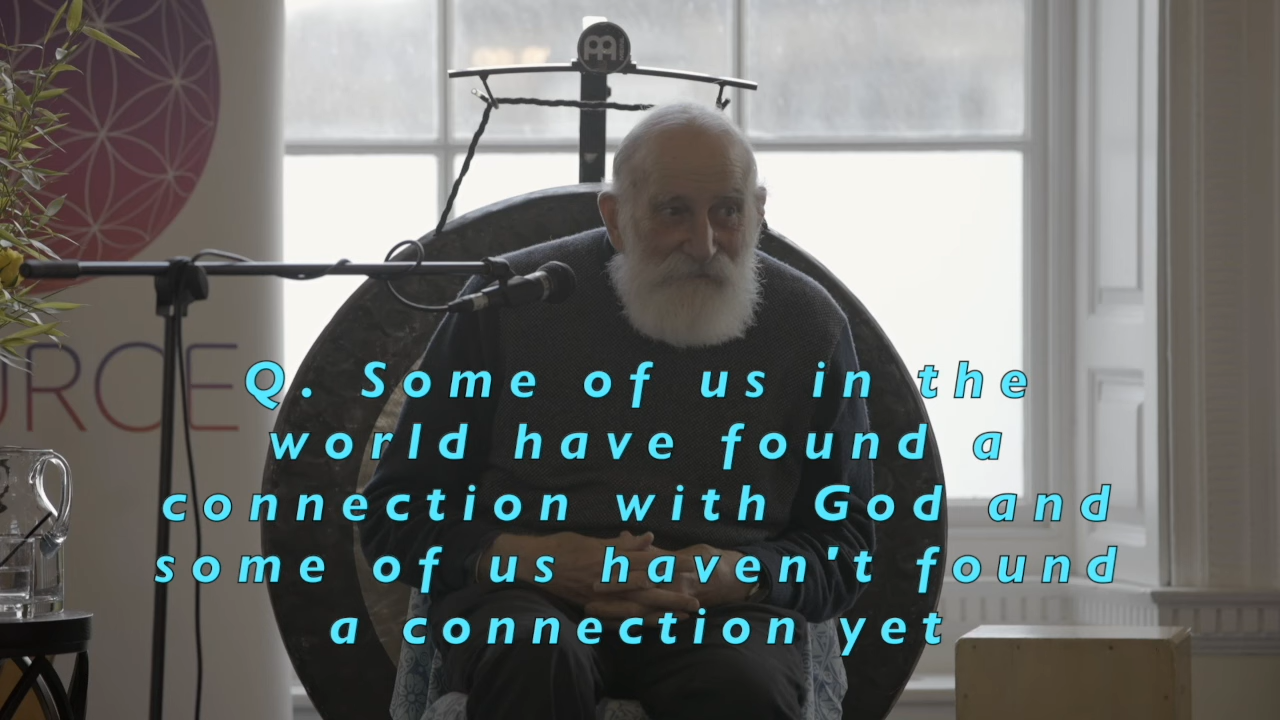 URCE
Q. Some of us in the
world have found a
connection with God and
some of us haven't found
a connection yet